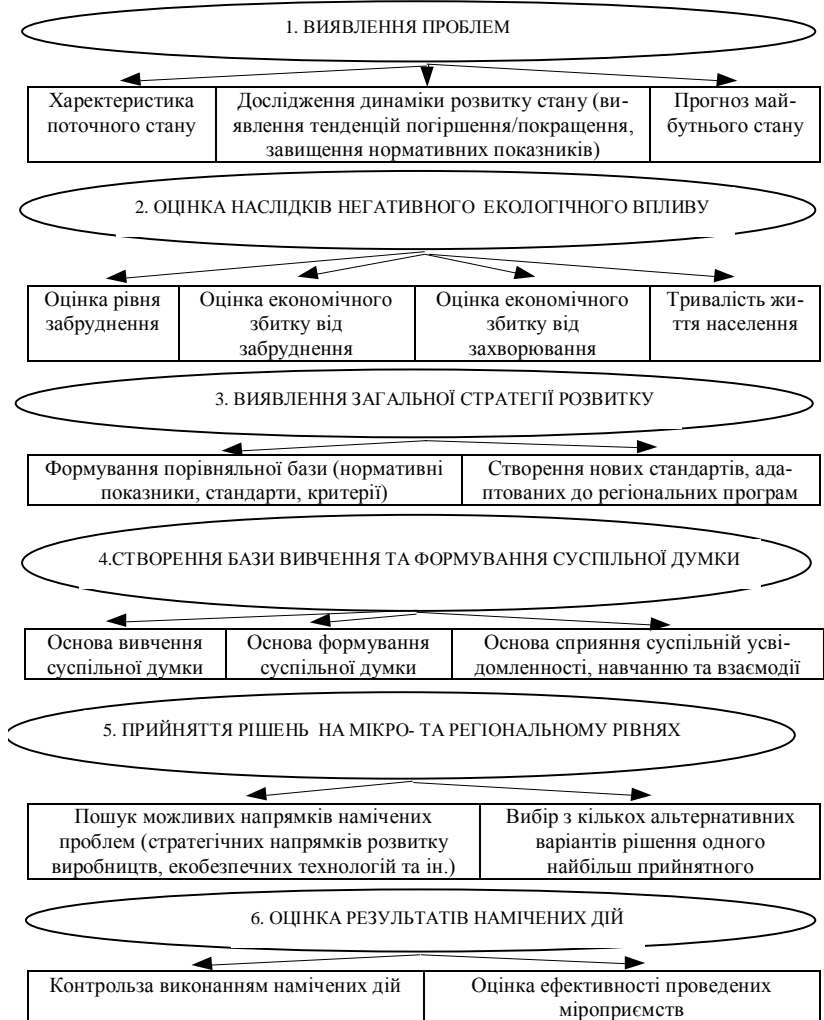 1. ВИЯВЛЕННЯ ПРОБЛЕМ
Харектеристика
поточного стану
Дослідження динаміки розвитку стану (ви-
явлення тенденцій погіршення/покращення,
завищення нормативних показників)
Прогноз май-
бутнього стану
2. ОЦІНКА НАСЛІДКІВ НЕГАТИВНОГО ЕКОЛОГІЧНОГО ВПЛИВУ
Оцінка рівня
забруднення
Оцінка економічного
збитку від
забруднення
Оцінка економічного
збитку від
захворювання
Тривалість жи-
ття населення
3. ВИЯВЛЕННЯ ЗАГАЛЬНОЇ СТРАТЕГІЇ РОЗВИТКУ
Формування порівняльної бази (нормативні
показники, стандарти, критерії)
Створення нових стандартів, ада-
птованих до регіональних програм
4.СТВОРЕННЯ БАЗИ ВИВЧЕННЯ ТА ФОРМУВАННЯ СУСПІЛЬНОЇ ДУМКИ
Основа вивчення
суспільної думки
Основа формування
суспільної думки
Основа сприяння суспільній усві-
домленності, навчанню та взаємодії
5. ПРИЙНЯТТЯ РІШЕНЬ НА МІКРО- ТА РЕГІОНАЛЬНОМУ РІВНЯХ
Пошук можливих напрямків намічених
проблем (стратегічних напрямків розвитку
виробництв, екобезпечних технологій та ін.)
Вибір з кількох альтернативних
варіантів рішення одного
найбільш прийнятного
6. ОЦІНКА РЕЗУЛЬТАТІВ НАМІЧЕНИХ ДІЙ
Контрольза виконанням намічених дій
Оцінка ефективності проведених
міроприємств